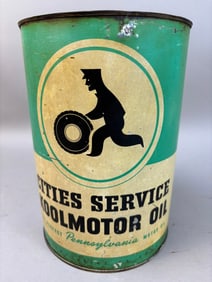 CITIES SERVICE
KOOLMOTOR OIL
Pennsylvania